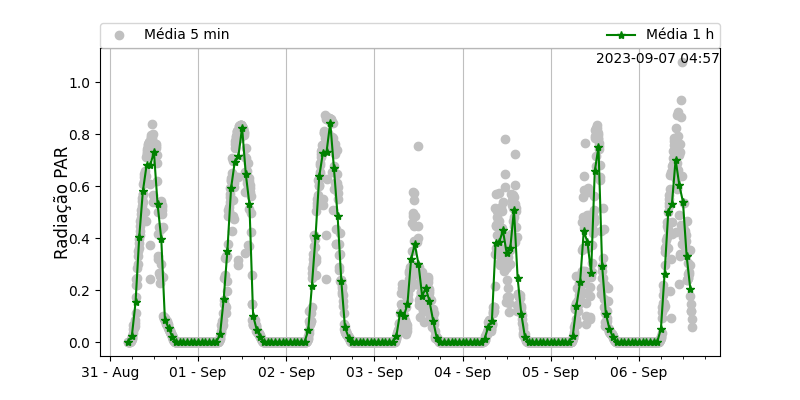 Média 5 min
Média 1 h
2023-09-07 04:57
Radiação PAR
1.0
0.8
0.6
0.4
0.2
0.0
31 - Aug
01 - Sep
02 - Sep
03 - Sep
04 - Sep
05 - Sep
06 - Sep